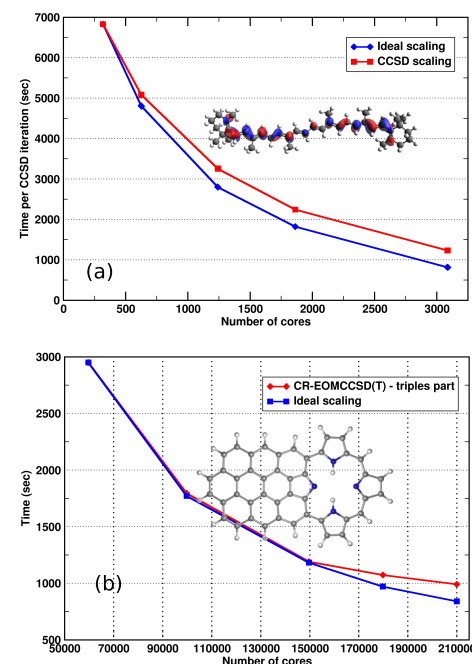 7000
6000
5000
4000
3000
2000
1000
0
Time per CCSD iteration (sec)
Ideal scaling
CCSD scaling
(a)
0 500 1000 1500 2000 2500 3000
Number of cores
3000
2500
2000
1500
1000
500
Time (sec)
CR-EOMCCSD(T) - triples part
Ideal scaling
(b)
50000 70000 90000 110000 130000 150000 170000 190000 210000
Number of cores